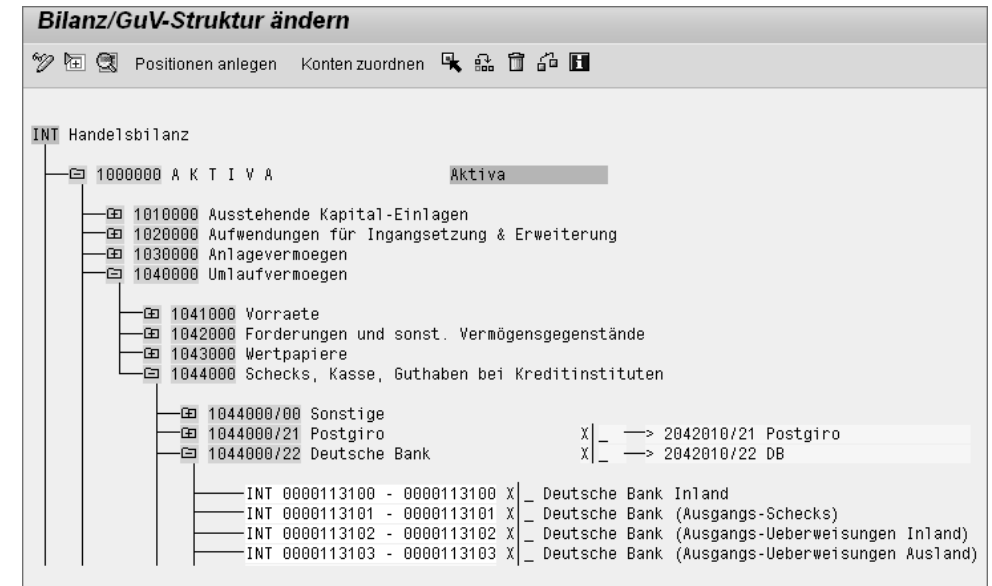 Bilanz/GuV-Struktur ändern
Positionen anlegen Konten zuordnen
INT Handelsbilanz
1000000 A K T I V A Aktiva
1010000 Ausstehende Kapital-Einlagen
1020000 Aufwendungen für Ingangsetzung & Erweiterung
1030000 Anlagevermoegen
1040000 Umlaufvermoegen
1041000 Vorraete
1042000 Forderungen und sonst. Vermögensgegenstände
1043000 Wertpapiere
1044000 Schecks, Kasse, Guthaben bei Kreditinstituten
1044000/00 Sonstige
1044000/21 Postgiro X _ —> 2042010/21 Postgiro
1044000/22 Deutsche Bank X _ —> 2042010/22 DB
INT 0000113100 - 0000113100 X _ Deutsche Bank Inland
INT 0000113101 - 0000113101 X _ Deutsche Bank (Ausgangs-Schecks)
INT 0000113102 - 0000113102 X _ Deutsche Bank (Ausgangs-Ueberweisungen Inland)
INT 0000113103 - 0000113103 X _ Deutsche Bank (Ausgangs-Ueberweisungen Ausland)